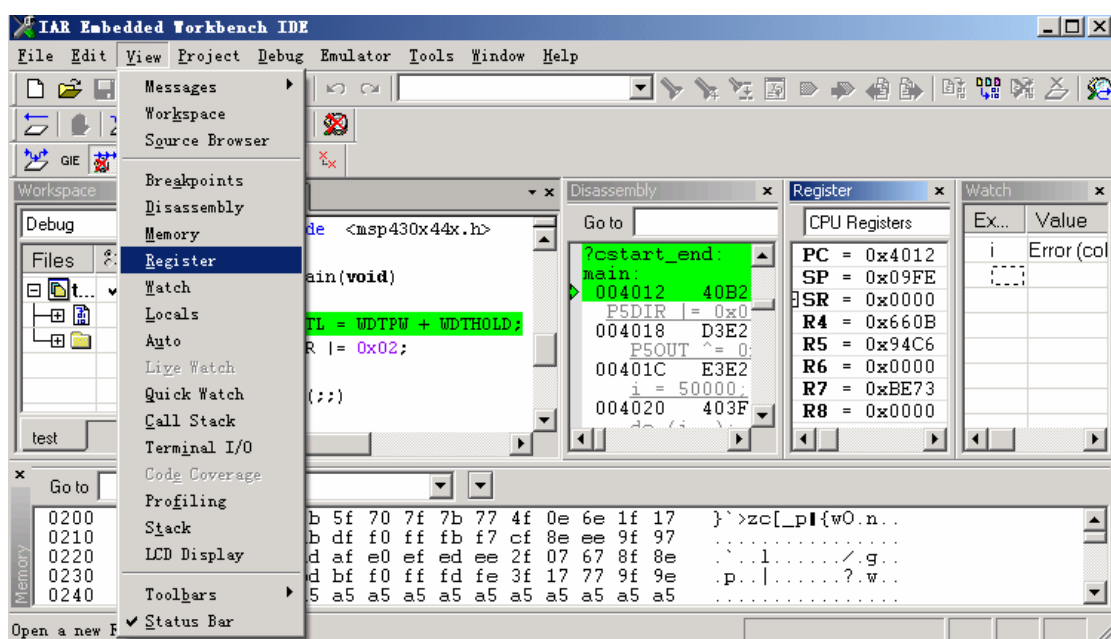 IAR Embedded Workbench IDE
File Edit View Project Debug Emulator Tools Window Help
GIE
Messages
Workspace
Source Browser
Breakpoints
Disassembly
Memory
Register
Watch
Locals
Auto
Live Watch
Quick Watch
Call Stack
Terminal I/O
Code Coverage
Profiling
Stack
LCD Display
Toolbars
Status Bar
Workspace
Debug
Files
t...
test
<msp430x44x.h>
(void)
= WDTPW + WDTHOLD;
|= 0x02;
(;;)
Disassembly
Go to
?cstart_end:
main:
004012 40B2
P5DIR |= 0x0
004018 D3E2
P5OUT ^= 0
00401C E3E2
i = 50000;
004020 403F
Register
CPU Registers
PC = 0x4012
SP = 0x09FE
SR = 0x0000
R4 = 0x660B
R5 = 0x94C6
R6 = 0x0000
R7 = 0xBE73
R8 = 0x0000
Watch
Ex... Value
i Error (col
Go to
Memory
0200 5f 70 7f 7b 77 4f 0e 6e 1f 17 }`>zc[_p▮{wO.n..
0210 df f0 ff fb f7 cf 8e ee 9f 97 ................
0220 af e0 ef ed ee 2f 07 67 8f 8e .`..l....../.g..
0230 bf f0 ff fd fe 3f 17 77 9f 9e .p..|......?.w..
0240 a5 a5 a5 a5 a5 a5 a5 a5 a5 a5 ................
Open a new